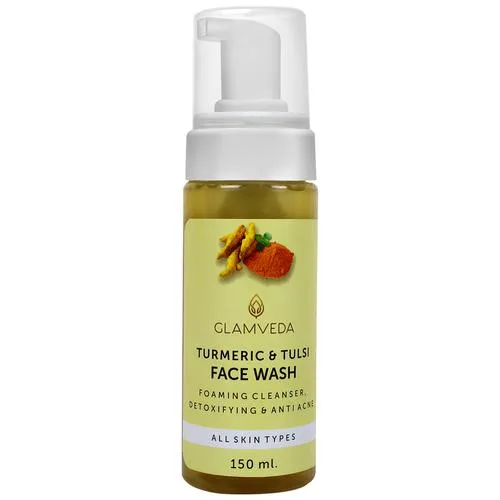 GLAMVEDA
TURMERIC & TULSI
FACE WASH
FOAMING CLEANSER,
DETOXIFYING & ANTI ACNE
ALL SKIN TYPES
150 ml.